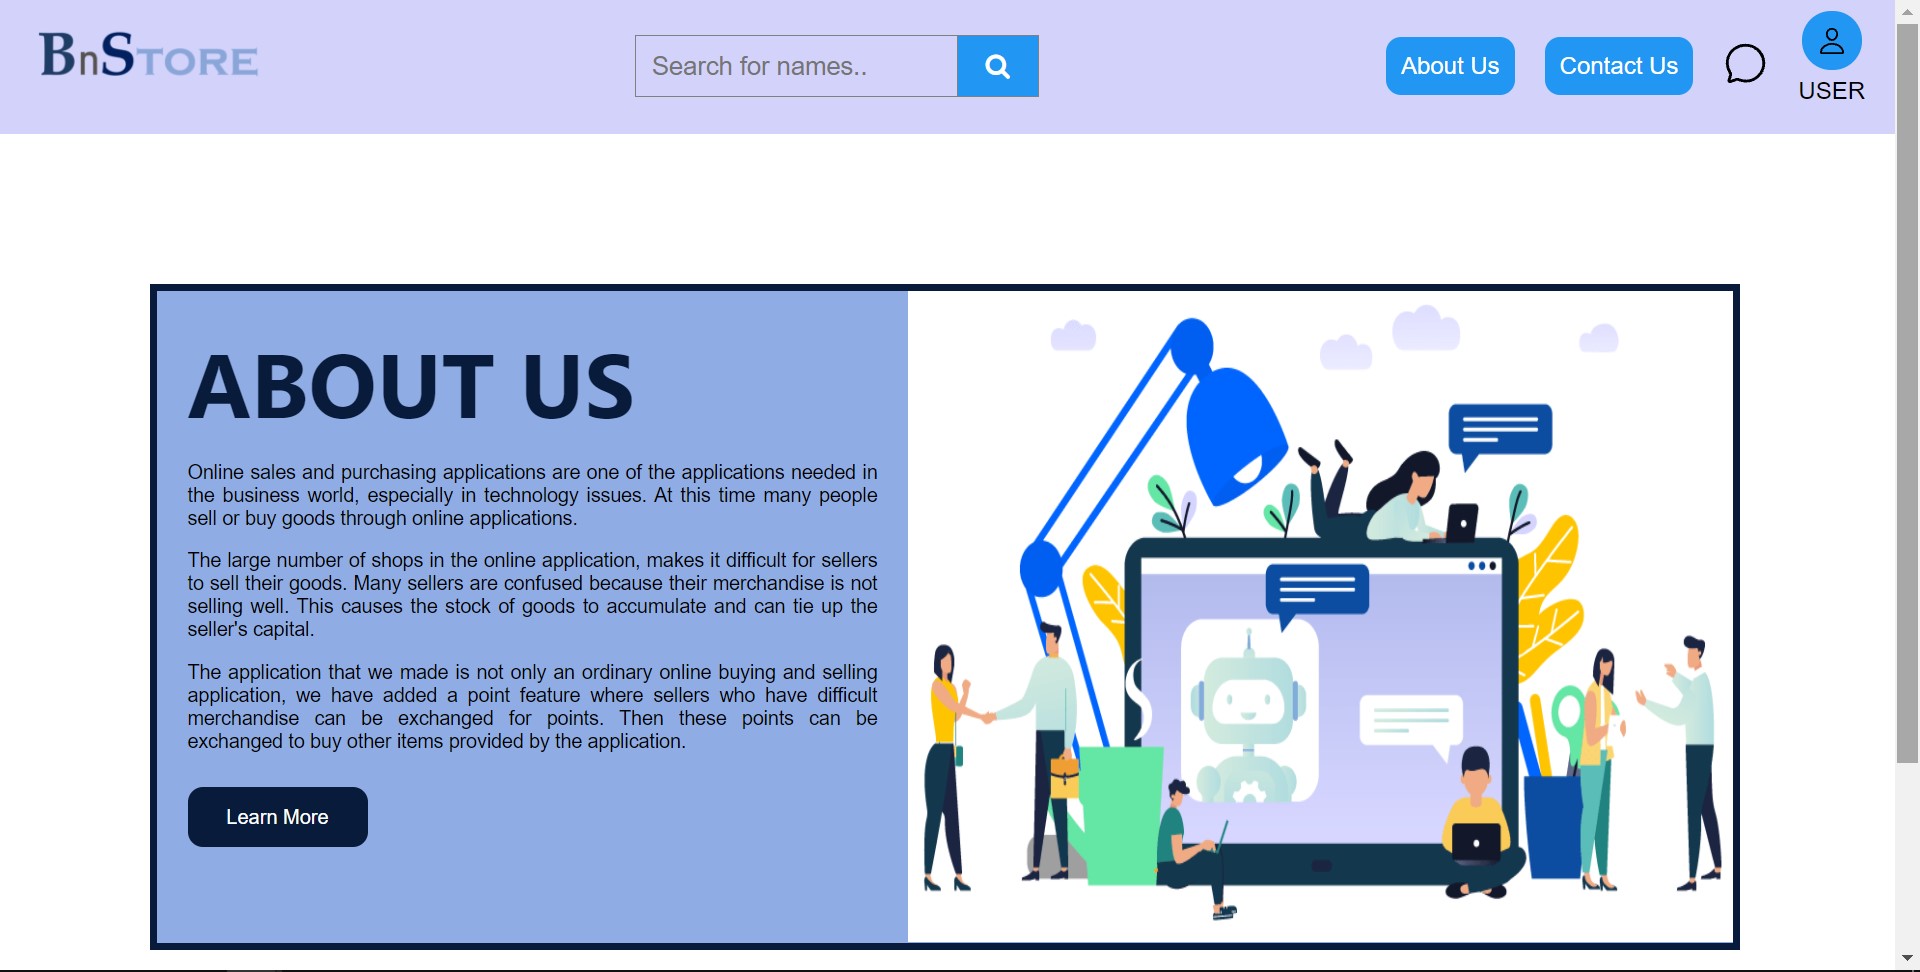 BnStore
Search for names..
About Us
Contact Us
USER
ABOUT US
Online sales and purchasing applications are one of the applications needed in
the business world, especially in technology issues. At this time many people
sell or buy goods through online applications.
The large number of shops in the online application, makes it difficult for sellers
to sell their goods. Many sellers are confused because their merchandise is not
selling well. This causes the stock of goods to accumulate and can tie up the
seller's capital.
The application that we made is not only an ordinary online buying and selling
application, we have added a point feature where sellers who have difficult
merchandise can be exchanged for points. Then these points can be
exchanged to buy other items provided by the application.
Learn More